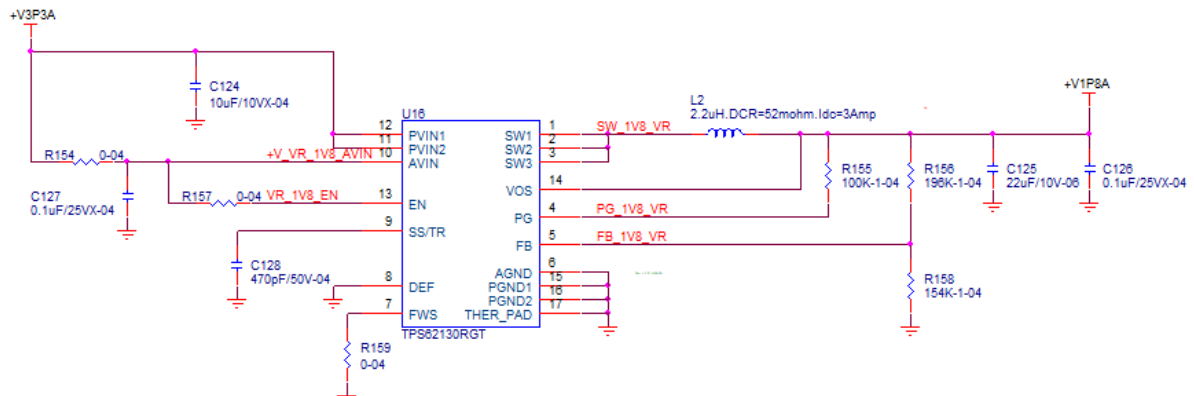 +V3P3A
C124
10uF/10VX-04
R154
0-04
C127
0.1uF/25VX-04
+V_VR_1V8_AVIN
R157
0-04
VR_1V8_EN
C128
470pF/50V-04
R159
0-04
U16
12
PVIN1
11
PVIN2
10
AVIN
13
EN
9
SS/TR
8
DEF
7
FWS
SW1
1
SW2
2
SW3
3
VOS
14
PG
4
FB
5
AGND
6
PGND1
15
PGND2
16
THER_PAD
17
TPS62130RGT
SW_1V8_VR
L2
2.2uH.DCR=52mohm.Idc=3Amp
PG_1V8_VR
FB_1V8_VR
R155
100K-1-04
R156
196K-1-04
R158
154K-1-04
C125
22uF/10V-06
+V1P8A
C126
0.1uF/25VX-04